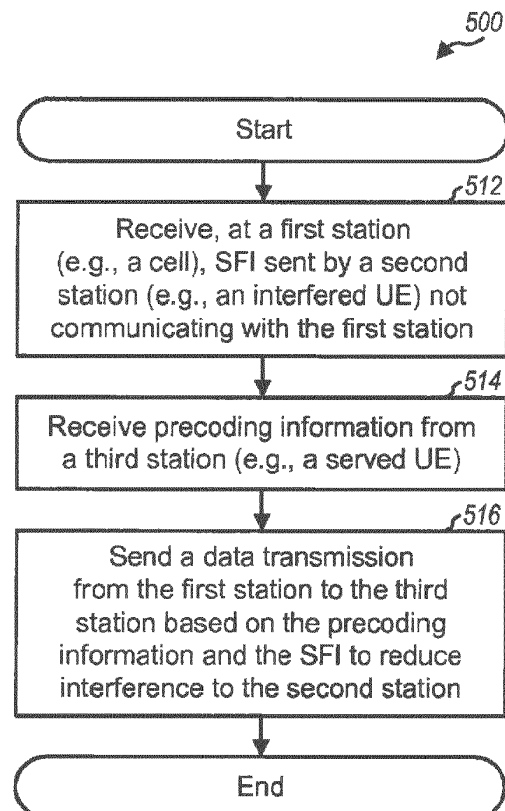 500
Start
512
Receive, at a first station
(e.g., a cell), SFI sent by a second
station (e.g., an interfered UE) not
communicating with the first station
514
Receive precoding information from
a third station (e.g., a served UE)
516
Send a data transmission
from the first station to the third
station based on the precoding
information and the SFI to reduce
interference to the second station
End